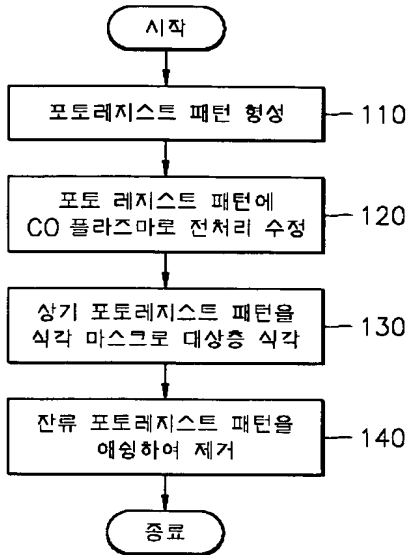 시작
포토레지스트 패턴 형성
110
포토 레지스트 패턴에
CO 플라즈마로 전처리 수정
120
상기 포토레지스트 패턴을
식각 마스크로 대상층 식각
130
잔류 포토레지스트 패턴을
애슁하여 제거
140
종료